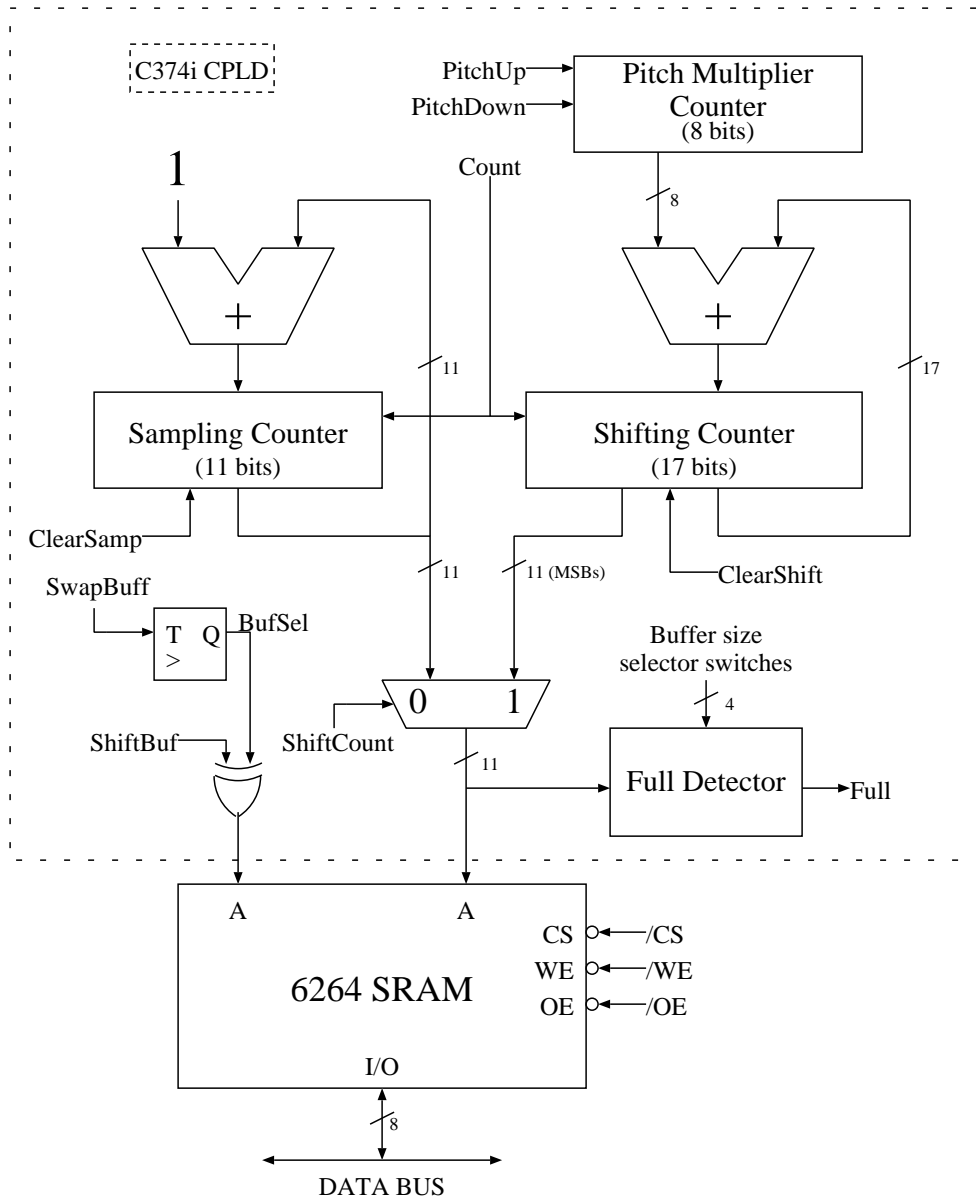 C374i CPLD
PitchUp
PitchDown
Pitch Multiplier
Counter
(8 bits)
Count
1
8
+
+
11
17
Sampling Counter
(11 bits)
Shifting Counter
(17 bits)
ClearSamp
11
11 (MSBs)
ClearShift
SwapBuff
T Q
>
BufSel
Buffer size
selector switches
4
0 1
ShiftCount
ShiftBuf
11
Full Detector
Full
A
A
CS
/CS
WE
/WE
OE
/OE
6264 SRAM
I/O
8
DATA BUS